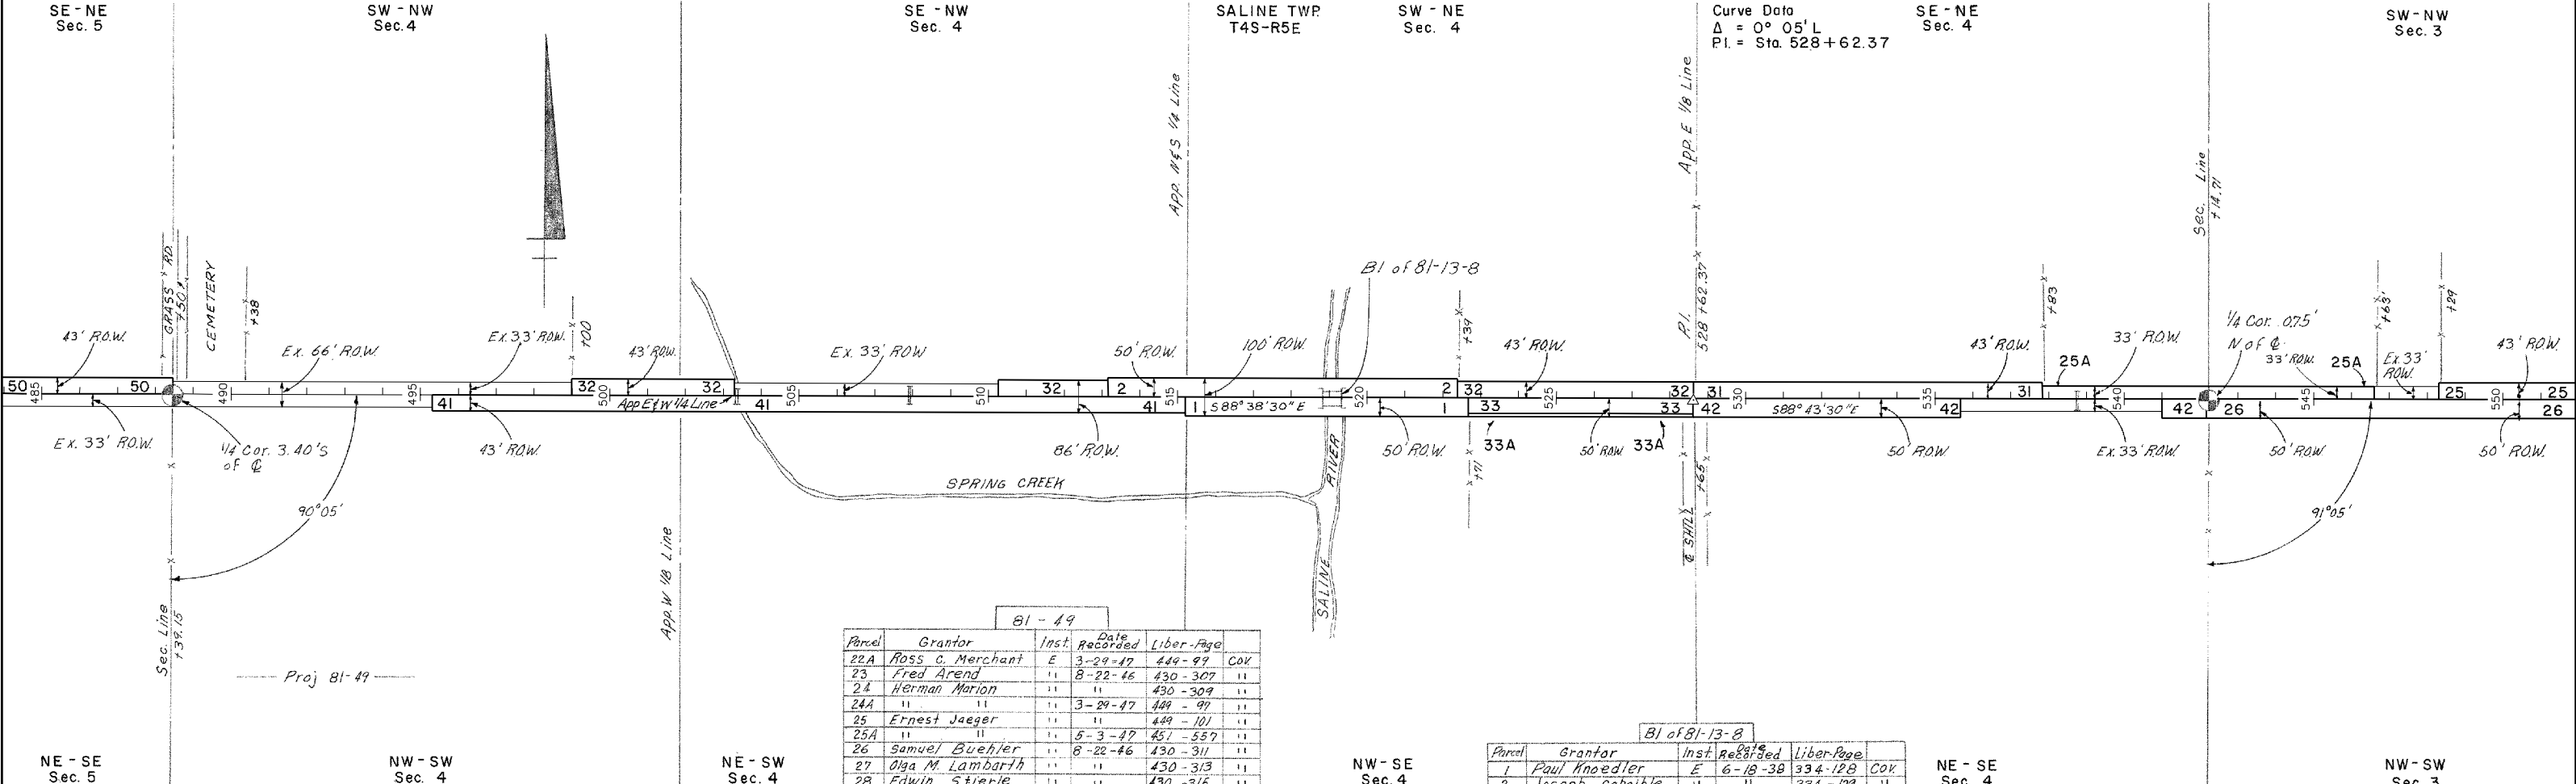 SE - NE
Sec. 5
SW - NW
Sec. 4
SE - NW
Sec. 4
SALINE TWP.
T4S-R5E
SW - NE
Sec. 4
Curve Data
Δ = 0° 05' L
P.I. = Sta. 528+62.37
SE - NE
Sec. 4
SW - NW
Sec. 3
App. N&S 1/4 Line
App. E 1/8 Line
Sec. Line
+14.71
GRASS RD.
+50
CEMETERY
+38
+00
B1 of 81-13-8
+39
P.I.
528+62.37
+83
1/4 Cor. .075'
N of ℄
+63'
+29
43' R.O.W.
Ex. 66' R.O.W.
Ex. 33' R.O.W.
43' R.O.W.
Ex. 33' R.O.W
50' R.O.W.
100' R.O.W.
43' R.O.W.
43' R.O.W.
25A
33' R.O.W.
33' R.O.W.
25A
Ex. 33'
R.O.W.
43' R.O.W.
50
485
50
490
495
32
500
32
505
510
32
2
515
520
2
32
525
32
31
530
535
31
540
545
25
550
25
41
App E&W 1/4 Line
41
41
1
S88° 38' 30" E
1
33
33
42
S88° 43' 30" E
42
42
26
26
Ex. 33' R.O.W.
1/4 Cor. 3.40' S
of ℄
43' R.O.W.
86' R.O.W.
50' R.O.W.
+71
33A
50' R.O.W.
33A
+65
50' R.O.W.
Ex. 33' R.O.W.
50' R.O.W
50' R.O.W.
90°05'
SPRING CREEK
SALINE RIVER
91°05'
Sec. Line
+39.15
App. W 1/8 Line
Proj 81-49
81 - 49
Parcel Grantor Inst. Date Recorded Liber-Page
22A Ross C. Merchant E 3-29-47 449-99 COV.
23 Fred Arend " 8-22-46 430-307 "
24 Herman Marion " " 430-309 "
24A " " " 3-29-47 449-97 "
25 Ernest Jaeger " " 449-101 "
25A " " " 5-3-47 451-557 "
26 Samuel Buehler " 8-22-46 430-311 "
27 Olga M. Lambarth " " 430-313 "
28 Edwin Stierle " " 430-315 "
B1 of 81-13-8
Parcel Grantor Inst Date Recorded Liber-Page
1 Paul Knoedler E 6-18-38 334-128 COV.
NE - SE
Sec. 5
NW - SW
Sec. 4
NE - SW
Sec. 4
NW - SE
Sec. 4
NE - SE
Sec. 4
NW - SW
Sec. 3